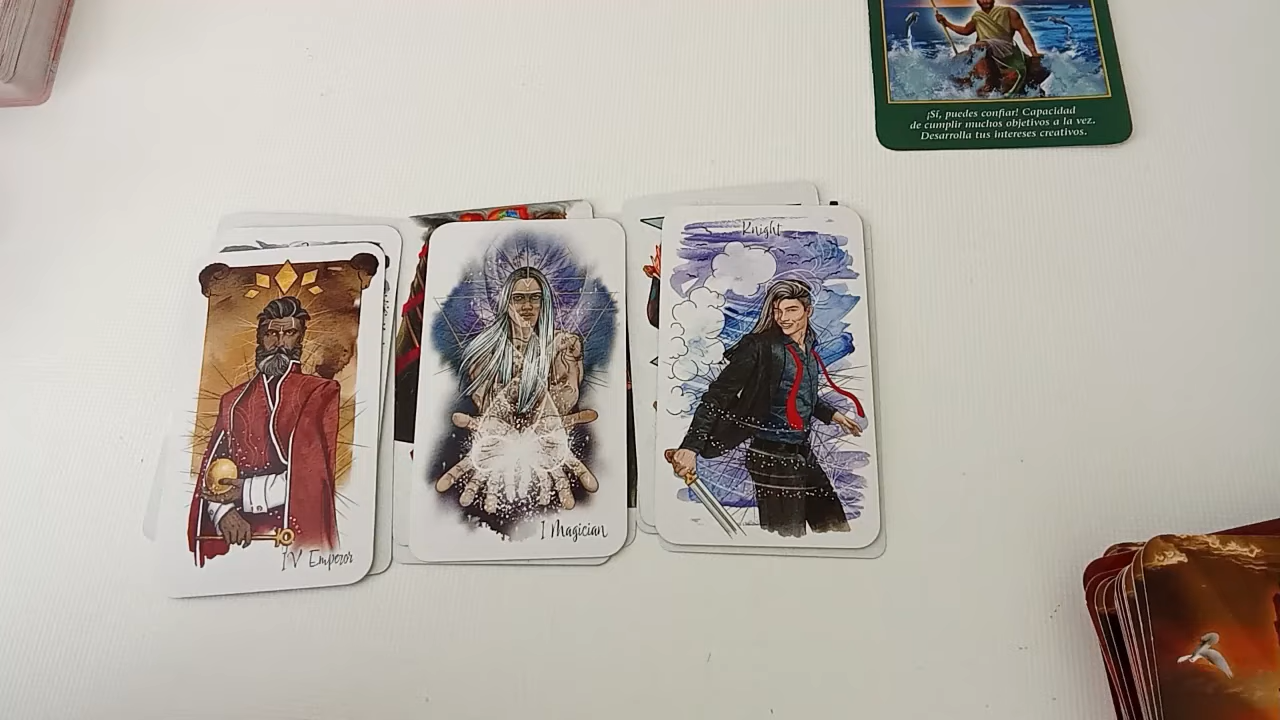 ¡Sí, puedes confiar! Capacidad
de cumplir muchos objetivos a la vez.
Desarrolla tus intereses creativos.
Knight
I Magician
IV Emperor